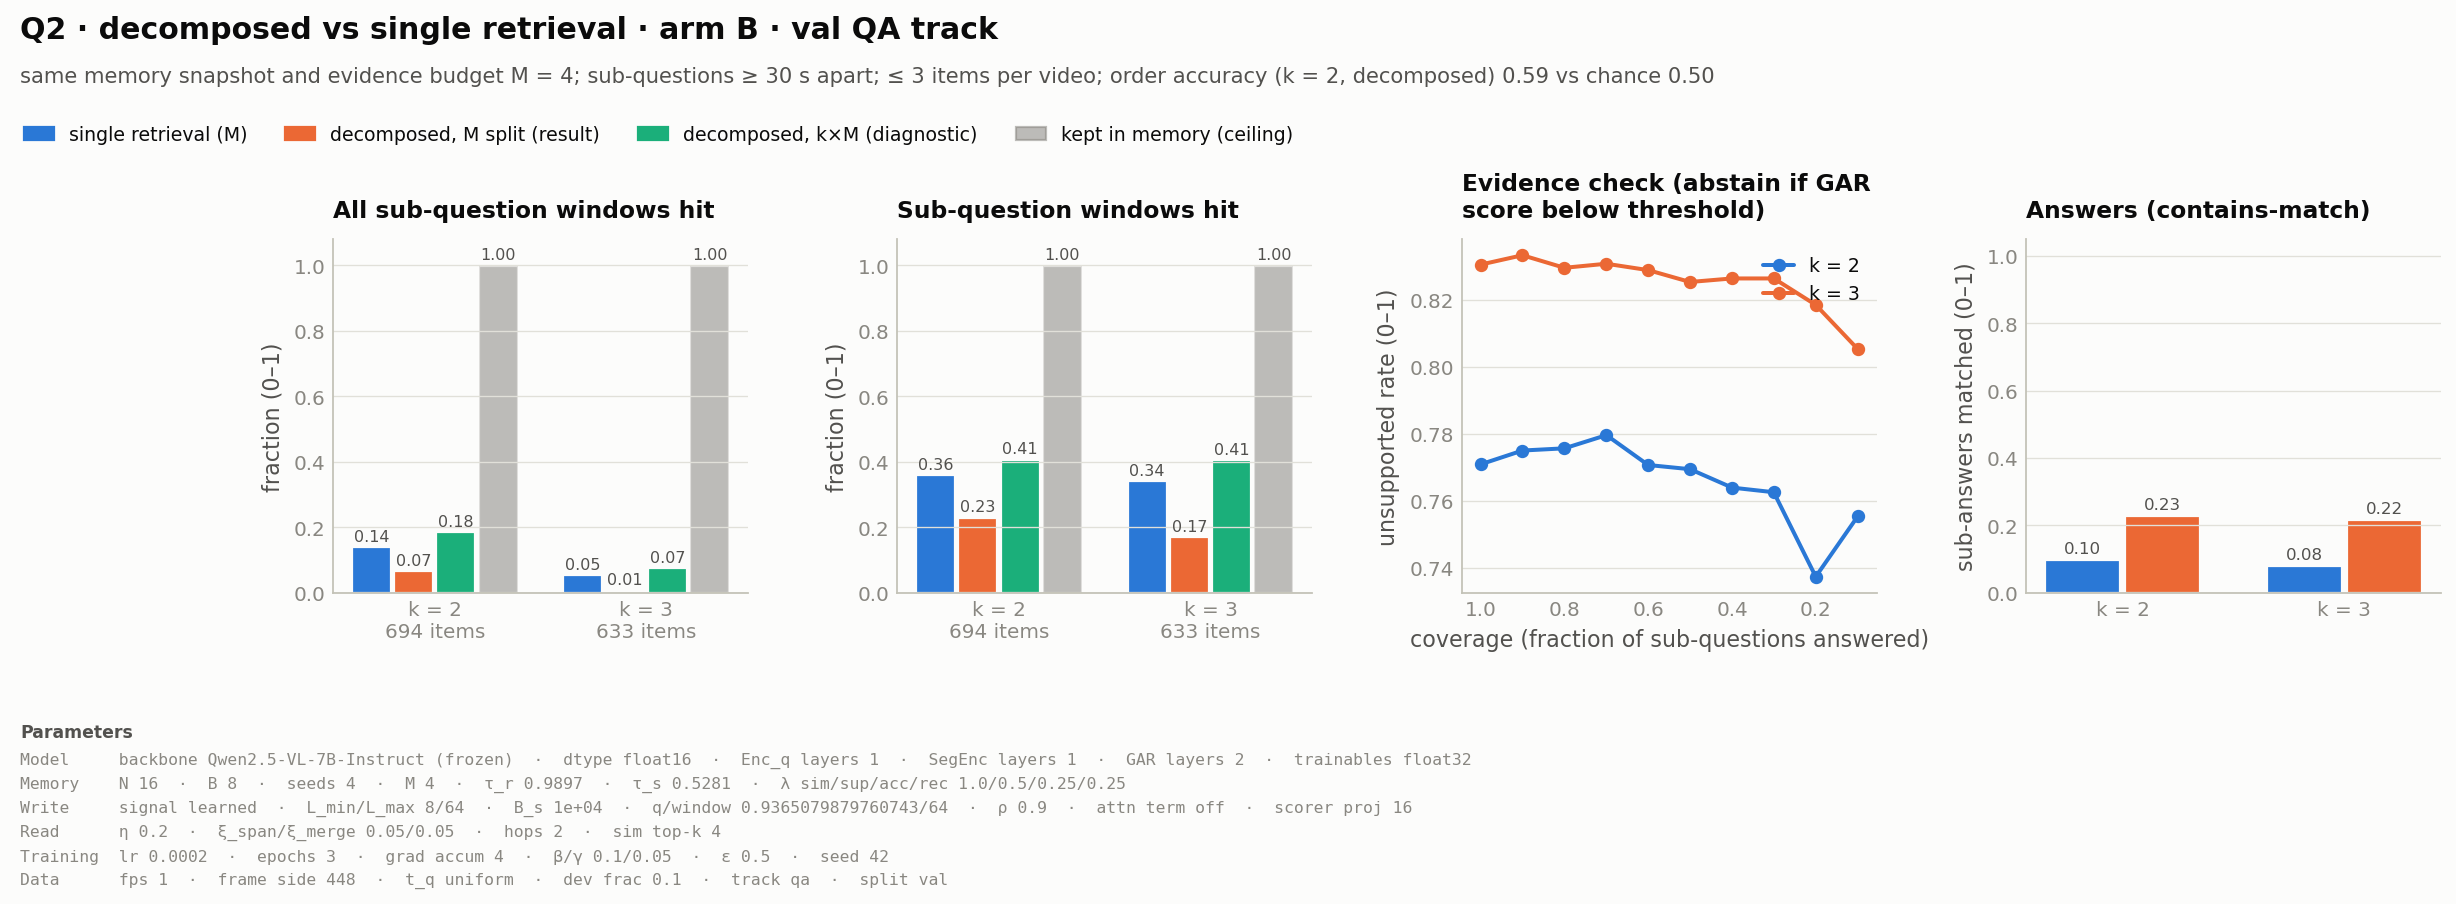 Q2 · decomposed vs single retrieval · arm B · val QA track
same memory snapshot and evidence budget M = 4; sub-questions ≥ 30 s apart; ≤ 3 items per video; order accuracy (k = 2, decomposed) 0.59 vs chance 0.50
single retrieval (M)
decomposed, M split (result)
decomposed, k×M (diagnostic)
kept in memory (ceiling)
All sub-question windows hit
fraction (0–1)
1.0
0.8
0.6
0.4
0.2
0.0
0.14
0.07
0.18
1.00
0.05
0.01
0.07
1.00
k = 2
694 items
k = 3
633 items
Sub-question windows hit
fraction (0–1)
1.0
0.8
0.6
0.4
0.2
0.0
0.36
0.23
0.41
1.00
0.34
0.17
0.41
1.00
k = 2
694 items
k = 3
633 items
Evidence check (abstain if GAR
score below threshold)
unsupported rate (0–1)
0.82
0.80
0.78
0.76
0.74
k = 2
k = 3
1.0
0.8
0.6
0.4
0.2
coverage (fraction of sub-questions answered)
Answers (contains-match)
sub-answers matched (0–1)
1.0
0.8
0.6
0.4
0.2
0.0
0.10
0.23
0.08
0.22
k = 2
k = 3
Parameters
Model backbone Qwen2.5-VL-7B-Instruct (frozen) · dtype float16 · Enc_q layers 1 · SegEnc layers 1 · GAR layers 2 · trainables float32
Memory N 16 · B 8 · seeds 4 · M 4 · τ_r 0.9897 · τ_s 0.5281 · λ sim/sup/acc/rec 1.0/0.5/0.25/0.25
Write signal learned · L_min/L_max 8/64 · B_s 1e+04 · q/window 0.9365079879760743/64 · ρ 0.9 · attn term off · scorer proj 16
Read η 0.2 · ξ_span/ξ_merge 0.05/0.05 · hops 2 · sim top-k 4
Training lr 0.0002 · epochs 3 · grad accum 4 · β/γ 0.1/0.05 · ε 0.5 · seed 42
Data fps 1 · frame side 448 · t_q uniform · dev frac 0.1 · track qa · split val